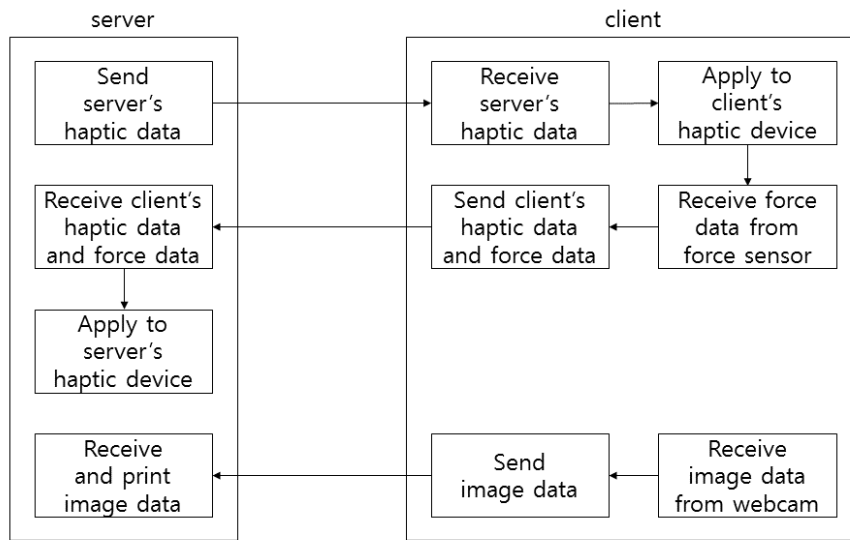 server
client
Send
server's
haptic data
Receive
server's
haptic data
Apply to
client's
haptic device
Receive client's
haptic data
and force data
Send client's
haptic data
and force data
Receive force
data from
force sensor
Apply to
server's
haptic device
Receive
and print
image data
Send
image data
Receive
image data
from webcam